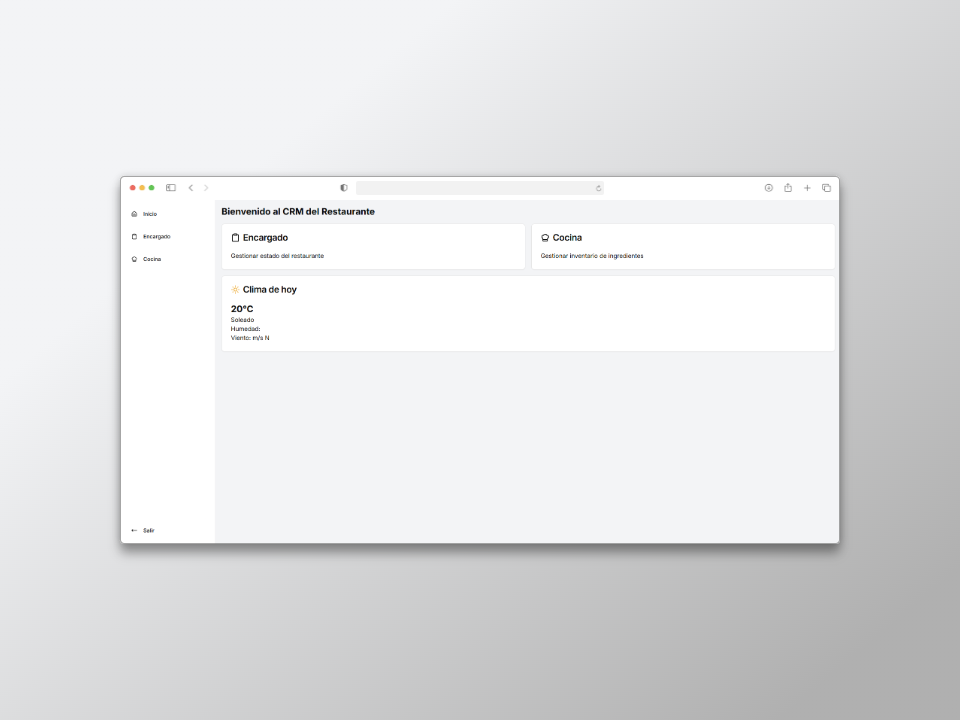 Inicio
Encargado
Cocina
Salir
Bienvenido al CRM del Restaurante
Encargado
Gestionar estado del restaurante
Cocina
Gestionar inventario de ingredientes
Clima de hoy
20°C
Soleado
Humedad:
Viento: m/s N